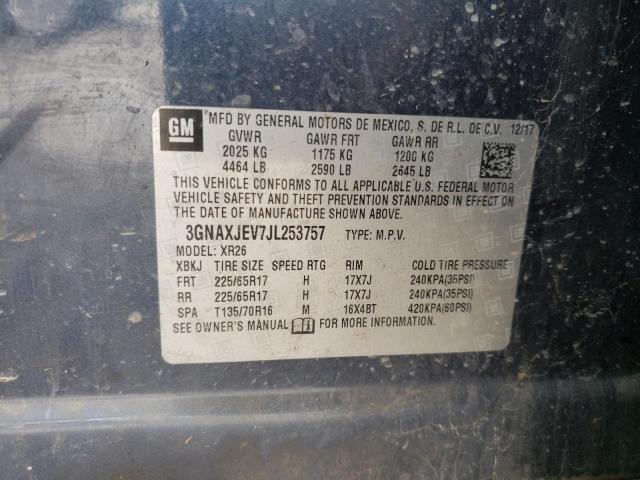 GM
MFD BY GENERAL MOTORS DE MEXICO, S. DE R.L. DE C.V. 12/17
GVWR GAWR FRT GAWR RR
2025 KG 1175 KG 1200 KG
4464 LB 2590 LB 2645 LB
THIS VEHICLE CONFORMS TO ALL APPLICABLE U.S. FEDERAL MOTOR
VEHICLE SAFETY AND THEFT PREVENTION STANDARDS IN EFFECT ON
THE DATE OF MANUFACTURE SHOWN ABOVE.
3GNAXJEV7JL253757 TYPE: M.P.V.
MODEL: XR26
XBKJ TIRE SIZE SPEED RTG RIM COLD TIRE PRESSURE
FRT 225/65R17 H 17X7J 240KPA(35PSI)
RR 225/65R17 H 17X7J 240KPA(35PSI)
SPA T135/70R16 M 16X4BT 420KPA(60PSI)
SEE OWNER'S MANUAL FOR MORE INFORMATION.